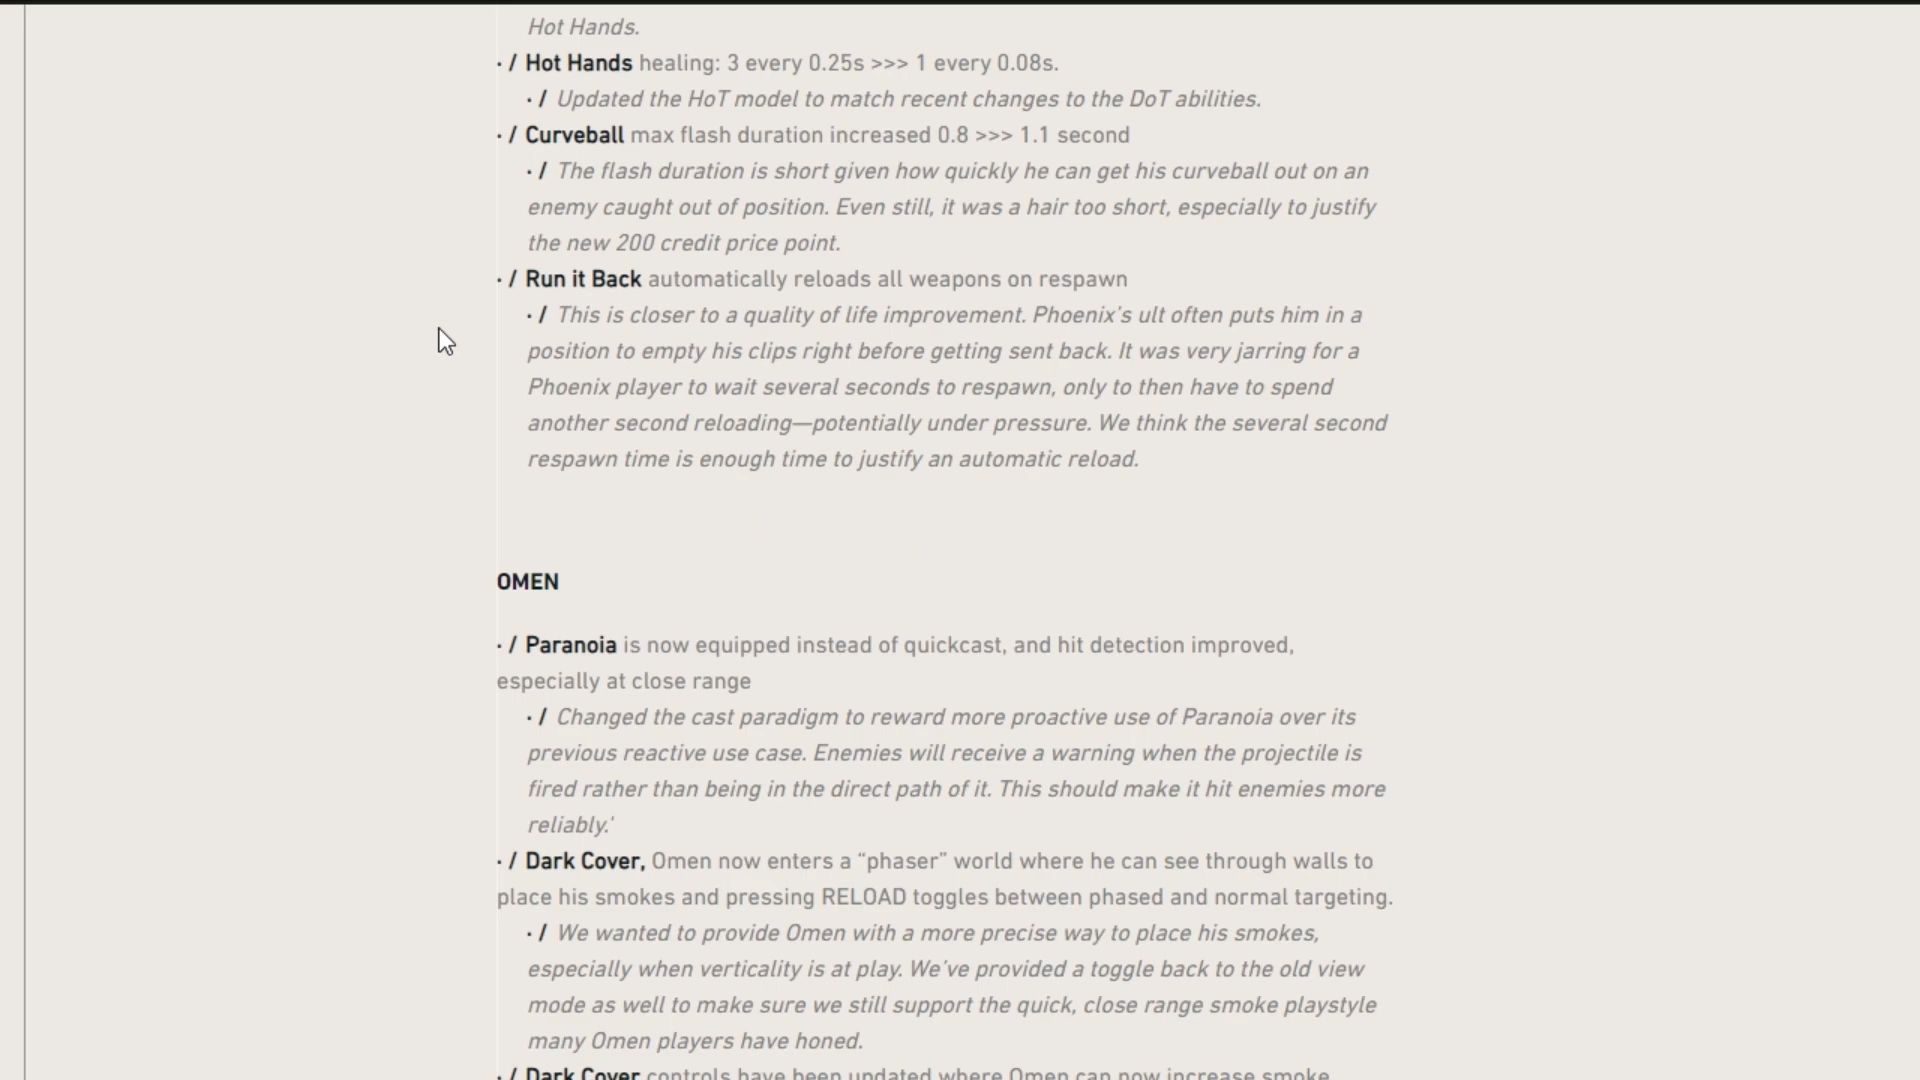 Hot Hands.
· / Hot Hands healing: 3 every 0.25s >>> 1 every 0.08s.
· / Updated the HoT model to match recent changes to the DoT abilities.
· / Curveball max flash duration increased 0.8 >>> 1.1 second
· / The flash duration is short given how quickly he can get his curveball out on an
enemy caught out of position. Even still, it was a hair too short, especially to justify
the new 200 credit price point.
· / Run it Back automatically reloads all weapons on respawn
· / This is closer to a quality of life improvement. Phoenix's ult often puts him in a
position to empty his clips right before getting sent back. It was very jarring for a
Phoenix player to wait several seconds to respawn, only to then have to spend
another second reloading—potentially under pressure. We think the several second
respawn time is enough time to justify an automatic reload.
OMEN
· / Paranoia is now equipped instead of quickcast, and hit detection improved,
especially at close range
· / Changed the cast paradigm to reward more proactive use of Paranoia over its
previous reactive use case. Enemies will receive a warning when the projectile is
fired rather than being in the direct path of it. This should make it hit enemies more
reliably.'
· / Dark Cover, Omen now enters a “phaser” world where he can see through walls to
place his smokes and pressing RELOAD toggles between phased and normal targeting.
· / We wanted to provide Omen with a more precise way to place his smokes,
especially when verticality is at play. We've provided a toggle back to the old view
mode as well to make sure we still support the quick, close range smoke playstyle
many Omen players have honed.
· / Dark Cover controls have been updated where Omen can now increase smoke